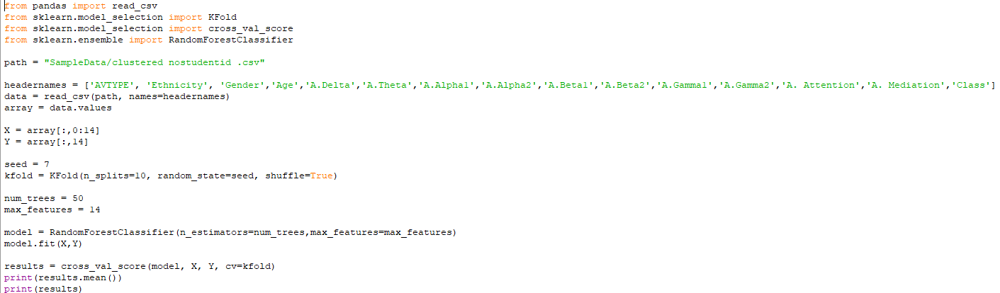 from pandas import read_csv
from sklearn.model_selection import KFold
from sklearn.model_selection import cross_val_score
from sklearn.ensemble import RandomForestClassifier
path = "SampleData/clustered nostudentid .csv"
headernames = ['AVTYPE', 'Ethnicity', 'Gender','Age','A.Delta','A.Theta','A.Alpha1','A.Alpha2','A.Beta1','A.Beta2','A.Gamma1','A.Gamma2','A. Attention','A. Mediation','Class']
data = read_csv(path, names=headernames)
array = data.values
X = array[:,0:14]
Y = array[:,14]
seed = 7
kfold = KFold(n_splits=10, random_state=seed, shuffle=True)
num_trees = 50
max_features = 14
model = RandomForestClassifier(n_estimators=num_trees,max_features=max_features)
model.fit(X,Y)
results = cross_val_score(model, X, Y, cv=kfold)
print(results.mean())
print(results)